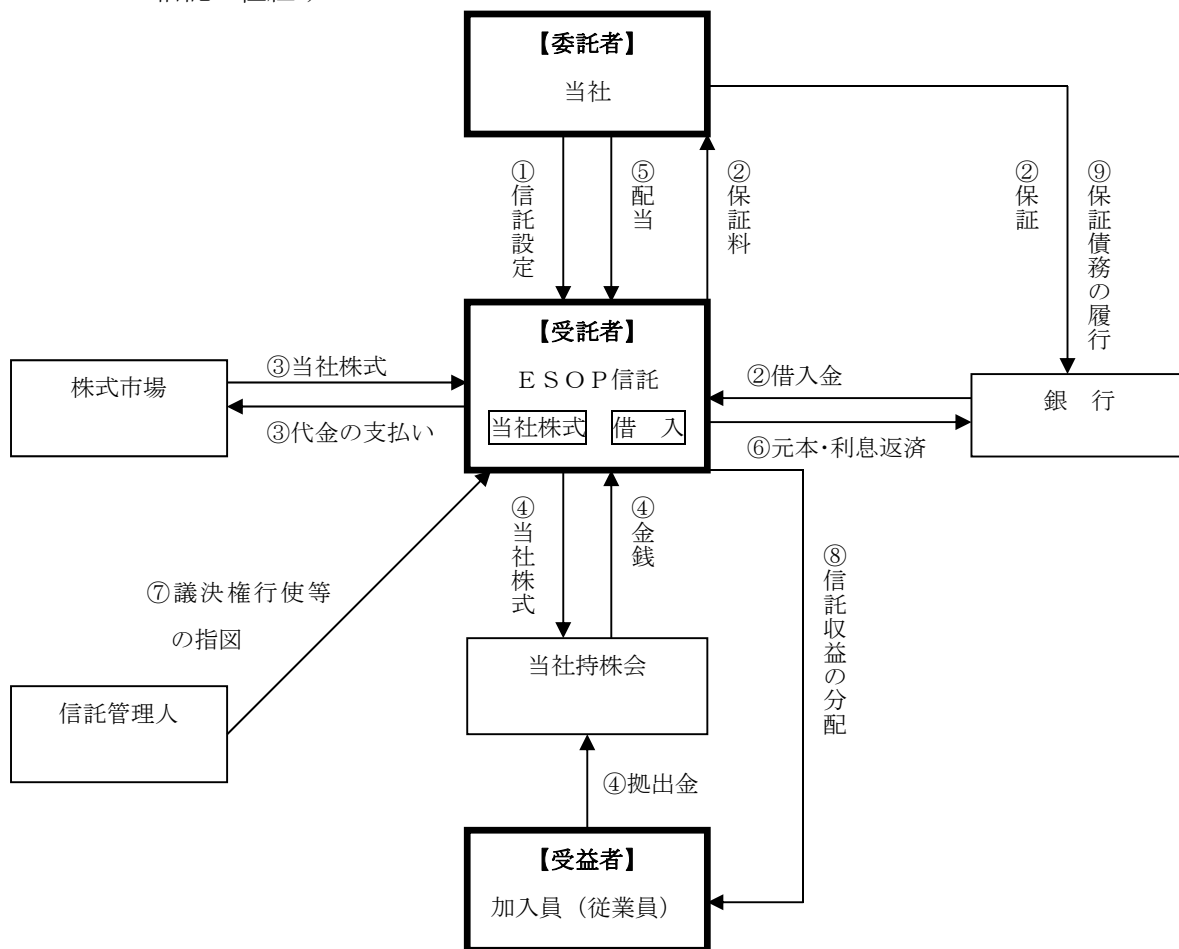 【委託者】
当社
①信託設定
⑤配当
②保証料
②保証
⑨保証債務の履行
【受託者】
ＥＳＯＰ信託
当社株式
借　入
株式市場
③当社株式
③代金の支払い
②借入金
⑥元本・利息返済
銀　行
④当社株式
④金銭
⑧信託収益の分配
⑦議決権行使等
の指図
当社持株会
信託管理人
④拠出金
【受益者】
加入員（従業員）